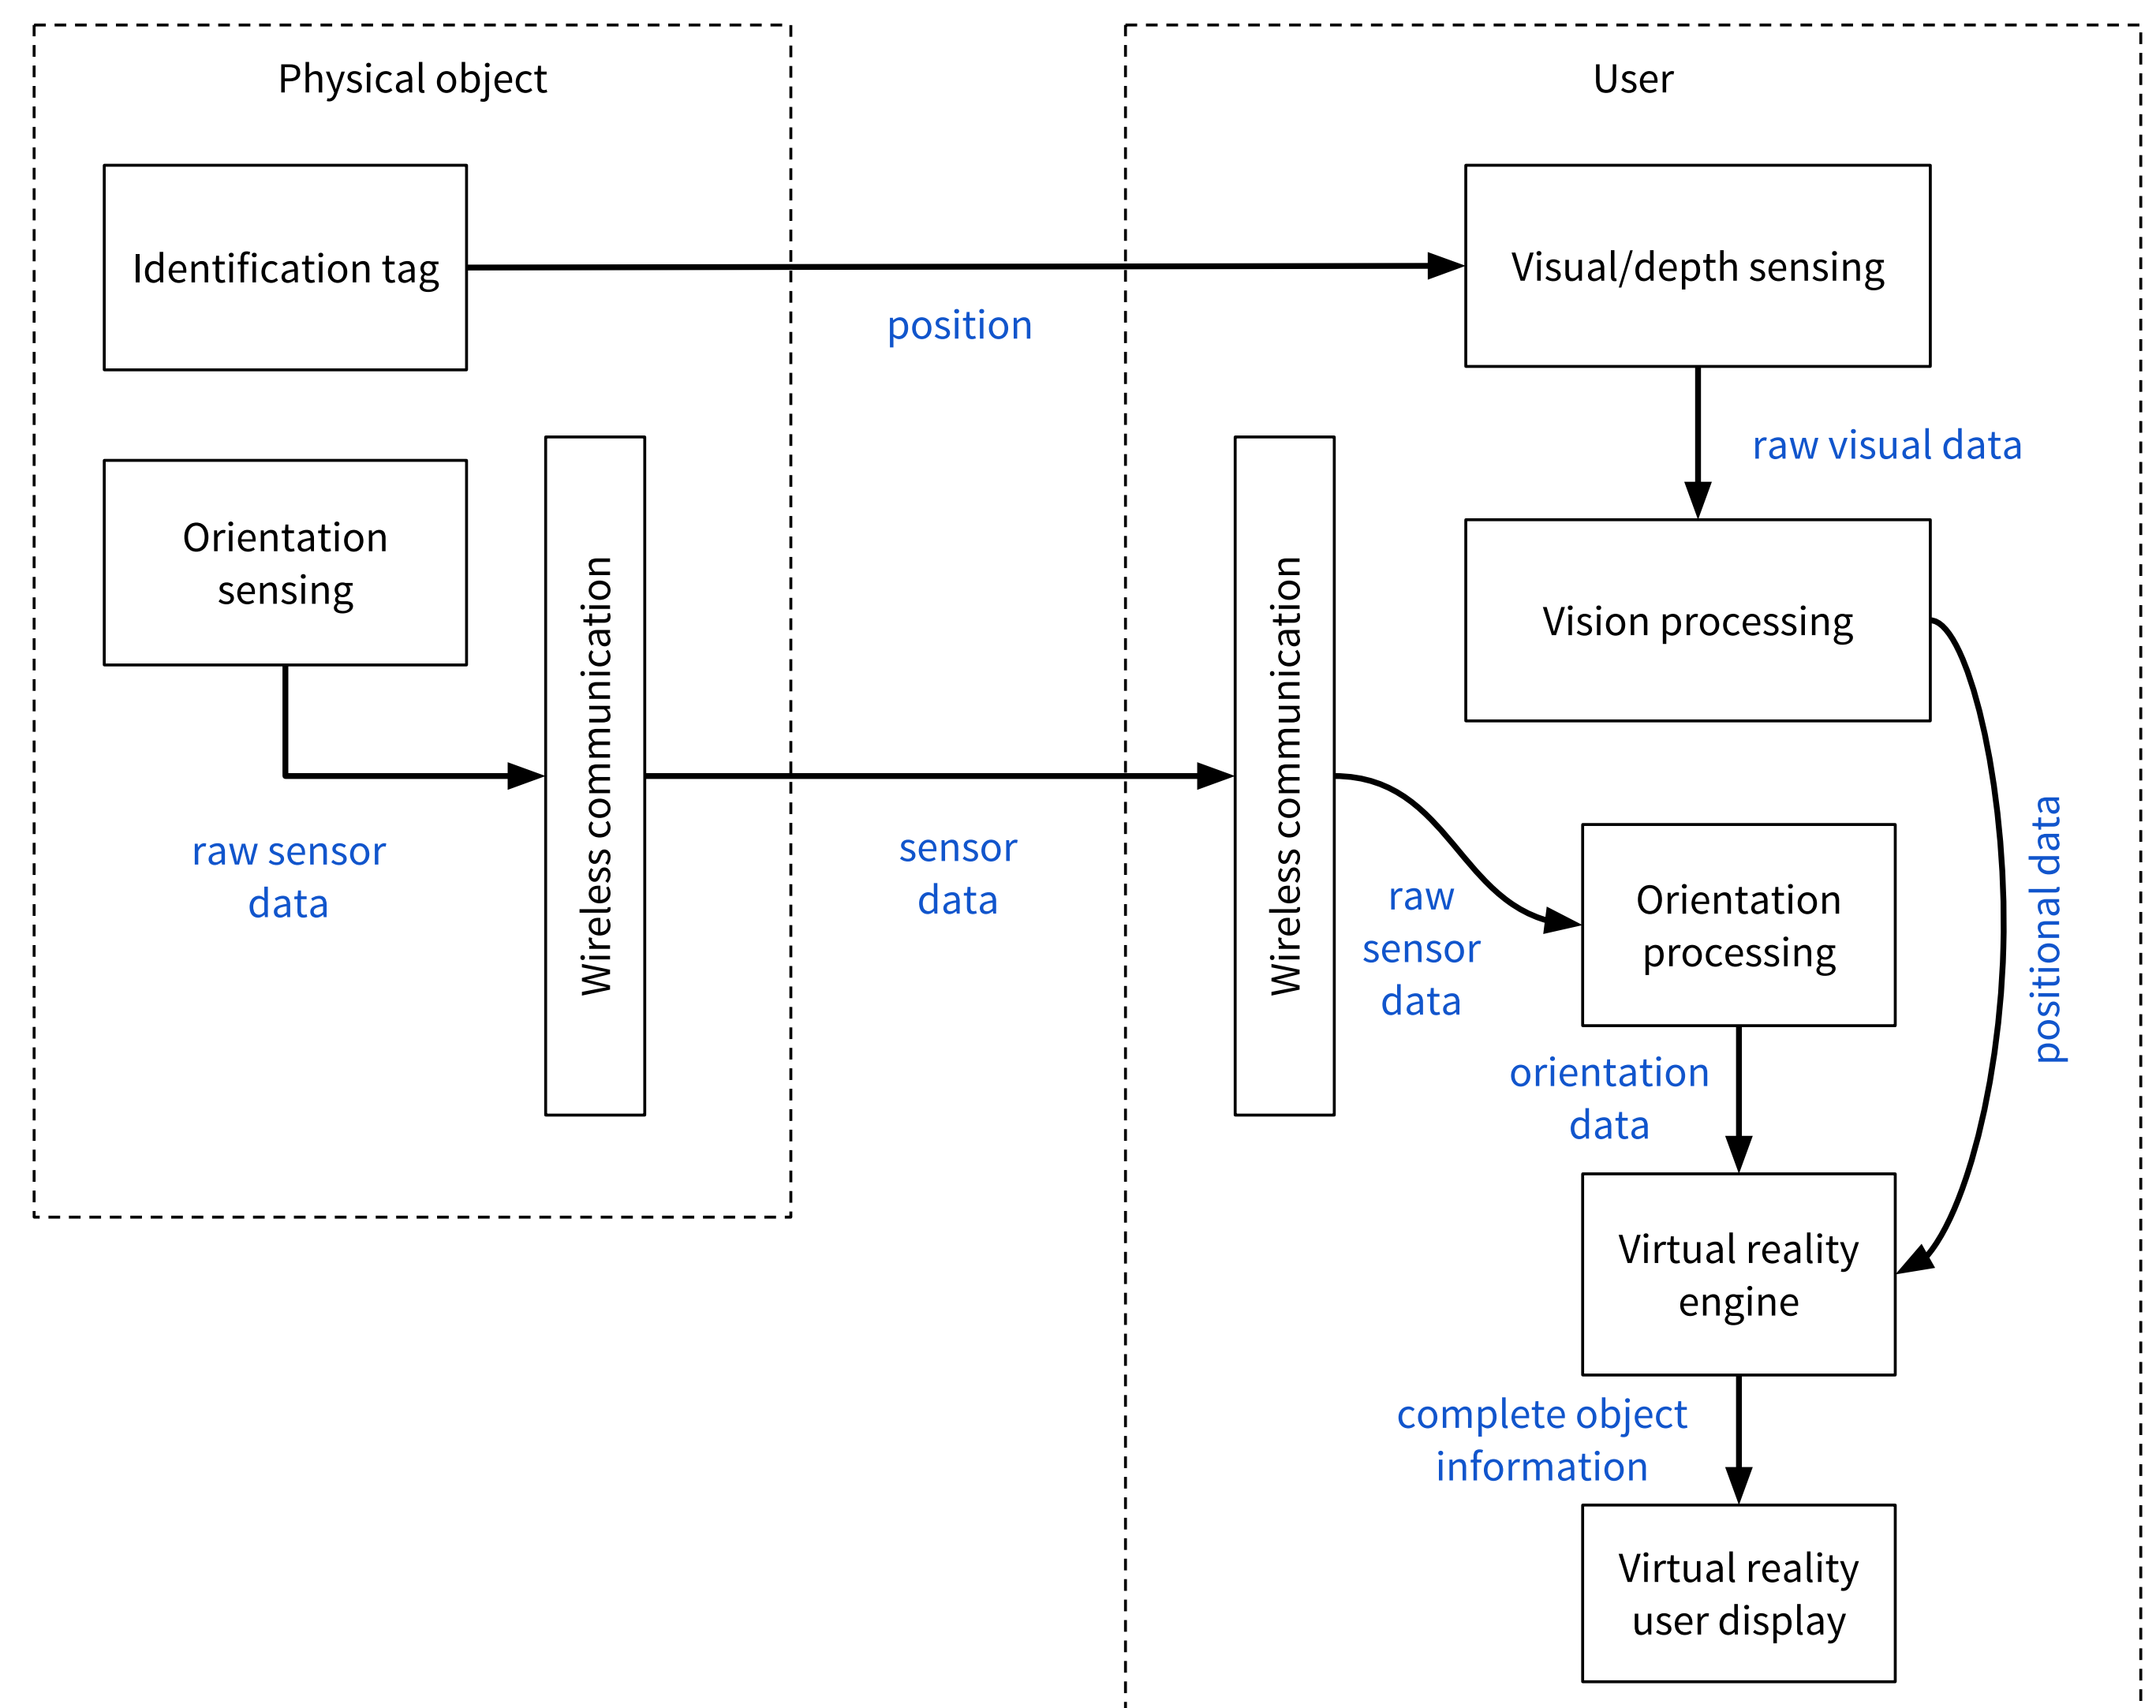 Physical object
Identification tag
Orientation
sensing
raw sensor
data
Wireless communication
position
sensor
data
User
Visual/depth sensing
raw visual data
Vision processing
Wireless communication
raw
sensor
data
Orientation
processing
positional data
orientation
data
Virtual reality
engine
complete object
information
Virtual reality
user display